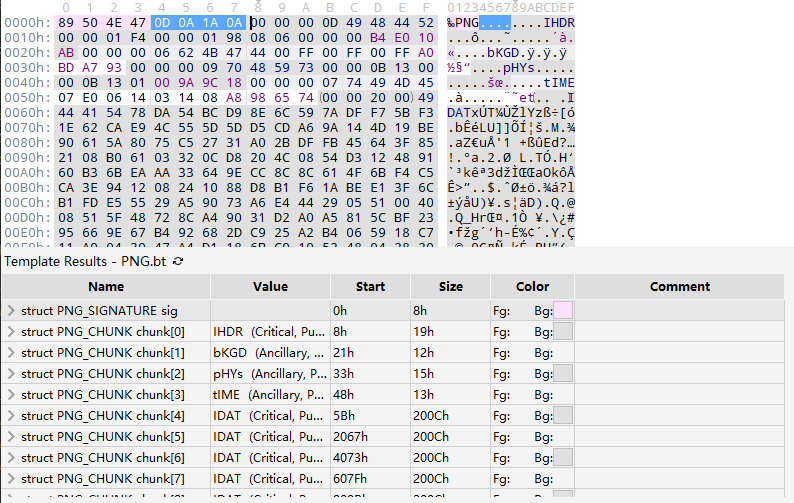 0 1 2 3 4 5 6 7 8 9 A B C D E F 0123456789ABCDEF
0000h: 89 50 4E 47 0D 0A 1A 0A 00 00 00 0D 49 48 44 52 ‰PNG........IHDR
0010h: 00 00 01 F4 00 00 01 98 08 06 00 00 00 B4 E0 10 ...ô...˜.....´à.
0020h: AB 00 00 00 06 62 4B 47 44 00 FF 00 FF 00 FF A0 «....bKGD.ÿ.ÿ.ÿ
0030h: BD A7 93 00 00 00 09 70 48 59 73 00 00 0B 13 00 ½§“....pHYs.....
0040h: 00 0B 13 01 00 9A 9C 18 00 00 00 07 74 49 4D 45 .....šœ.....tIME
0050h: 07 E0 06 14 03 14 08 A8 98 65 74 00 00 20 00 49 .à.....¨˜et.. .I
0060h: 44 41 54 78 DA 54 BC D9 8E 6C 59 7A DF F7 5B F3 DATxÚT¼ÙŽlYzß÷[ó
0070h: 1E 62 CA E9 4C 55 5D D5 D5 CD A6 9A 14 4D 19 BE .bÊéLU]ÕÕÍ¦š.M.¾
0080h: 90 61 5A 80 75 C5 27 31 A0 2B DF FB 45 64 3F 85 .aZ€uÅ'1 +ßûEd?…
0090h: 21 08 B0 61 03 32 0C D8 20 4C 08 54 D3 12 48 91 !.°a.2.Ø L.TÓ.H‘
00A0h: 60 B3 6B EA AA 33 64 9E CC 8C 8C 61 4F 6B F4 C5 `³kêª3džÌŒŒaOkôÅ
00B0h: CA 3E 94 12 08 24 10 88 D8 B1 F6 1A BE E1 3F 6C Ê>”..$.ˆØ±ö.¾á?l
00C0h: B1 FD E5 55 29 A5 90 73 A6 E4 44 29 05 51 00 40 ±ýåU)¥.s¦äD).Q.@
00D0h: 08 51 5F 48 72 8C A4 90 31 D2 A0 A5 81 5C BF 23 .Q_HrŒ¤.1Ò ¥.\¿#
00E0h: 95 66 9E 67 B4 92 68 2D C9 25 A2 B4 06 59 18 C7 •fžg´’h-É%¢´.Y.Ç
Template Results - PNG.bt
Name Value Start Size Color Comment
struct PNG_SIGNATURE sig 0h 8h Fg: Bg:
struct PNG_CHUNK chunk[0] IHDR (Critical, Pu... 8h 19h Fg: Bg:
struct PNG_CHUNK chunk[1] bKGD (Ancillary, ... 21h 12h Fg: Bg:
struct PNG_CHUNK chunk[2] pHYs (Ancillary, ... 33h 15h Fg: Bg:
struct PNG_CHUNK chunk[3] tIME (Ancillary, P... 48h 13h Fg: Bg:
struct PNG_CHUNK chunk[4] IDAT (Critical, Pu... 5Bh 200Ch Fg: Bg:
struct PNG_CHUNK chunk[5] IDAT (Critical, Pu... 2067h 200Ch Fg: Bg:
struct PNG_CHUNK chunk[6] IDAT (Critical, Pu... 4073h 200Ch Fg: Bg:
struct PNG_CHUNK chunk[7] IDAT (Critical, Pu... 607Fh 200Ch Fg: Bg: